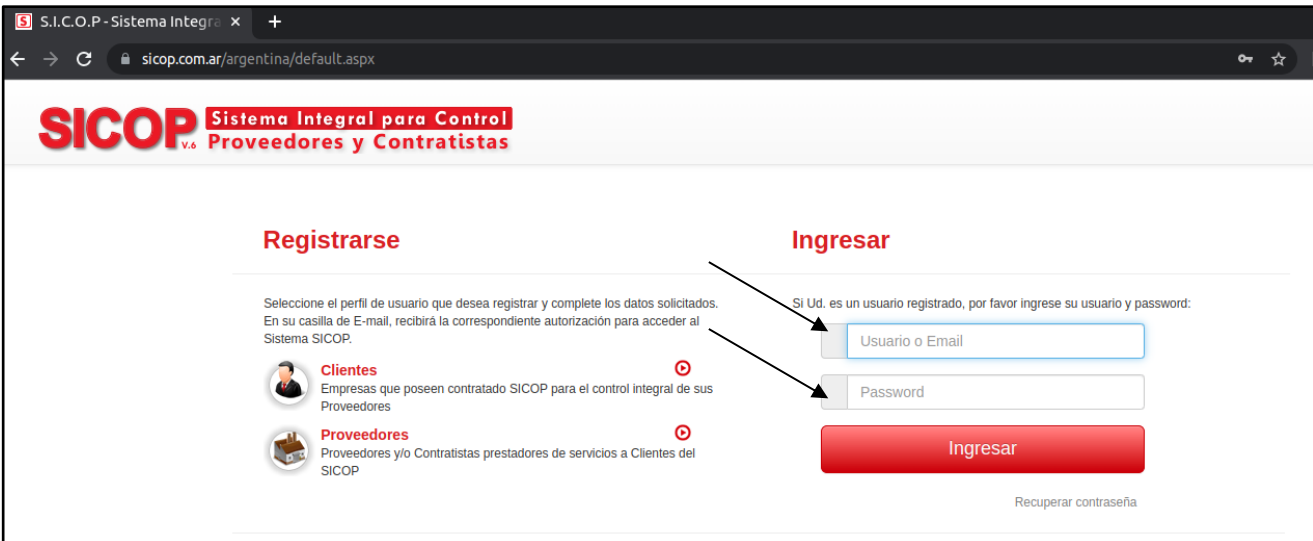 S.I.C.O.P - Sistema Integra
sicop.com.ar/argentina/default.aspx
SICOP V.6
Sistema Integral para Control
Proveedores y Contratistas
Registrarse
Seleccione el perfil de usuario que desea registrar y complete los datos solicitados.
En su casilla de E-mail, recibirá la correspondiente autorización para acceder al
Sistema SICOP.
Clientes
Empresas que poseen contratado SICOP para el control integral de sus
Proveedores
Proveedores
Proveedores y/o Contratistas prestadores de servicios a Clientes del
SICOP
Ingresar
Si Ud. es un usuario registrado, por favor ingrese su usuario y password:
Usuario o Email
Password
Ingresar
Recuperar contraseña